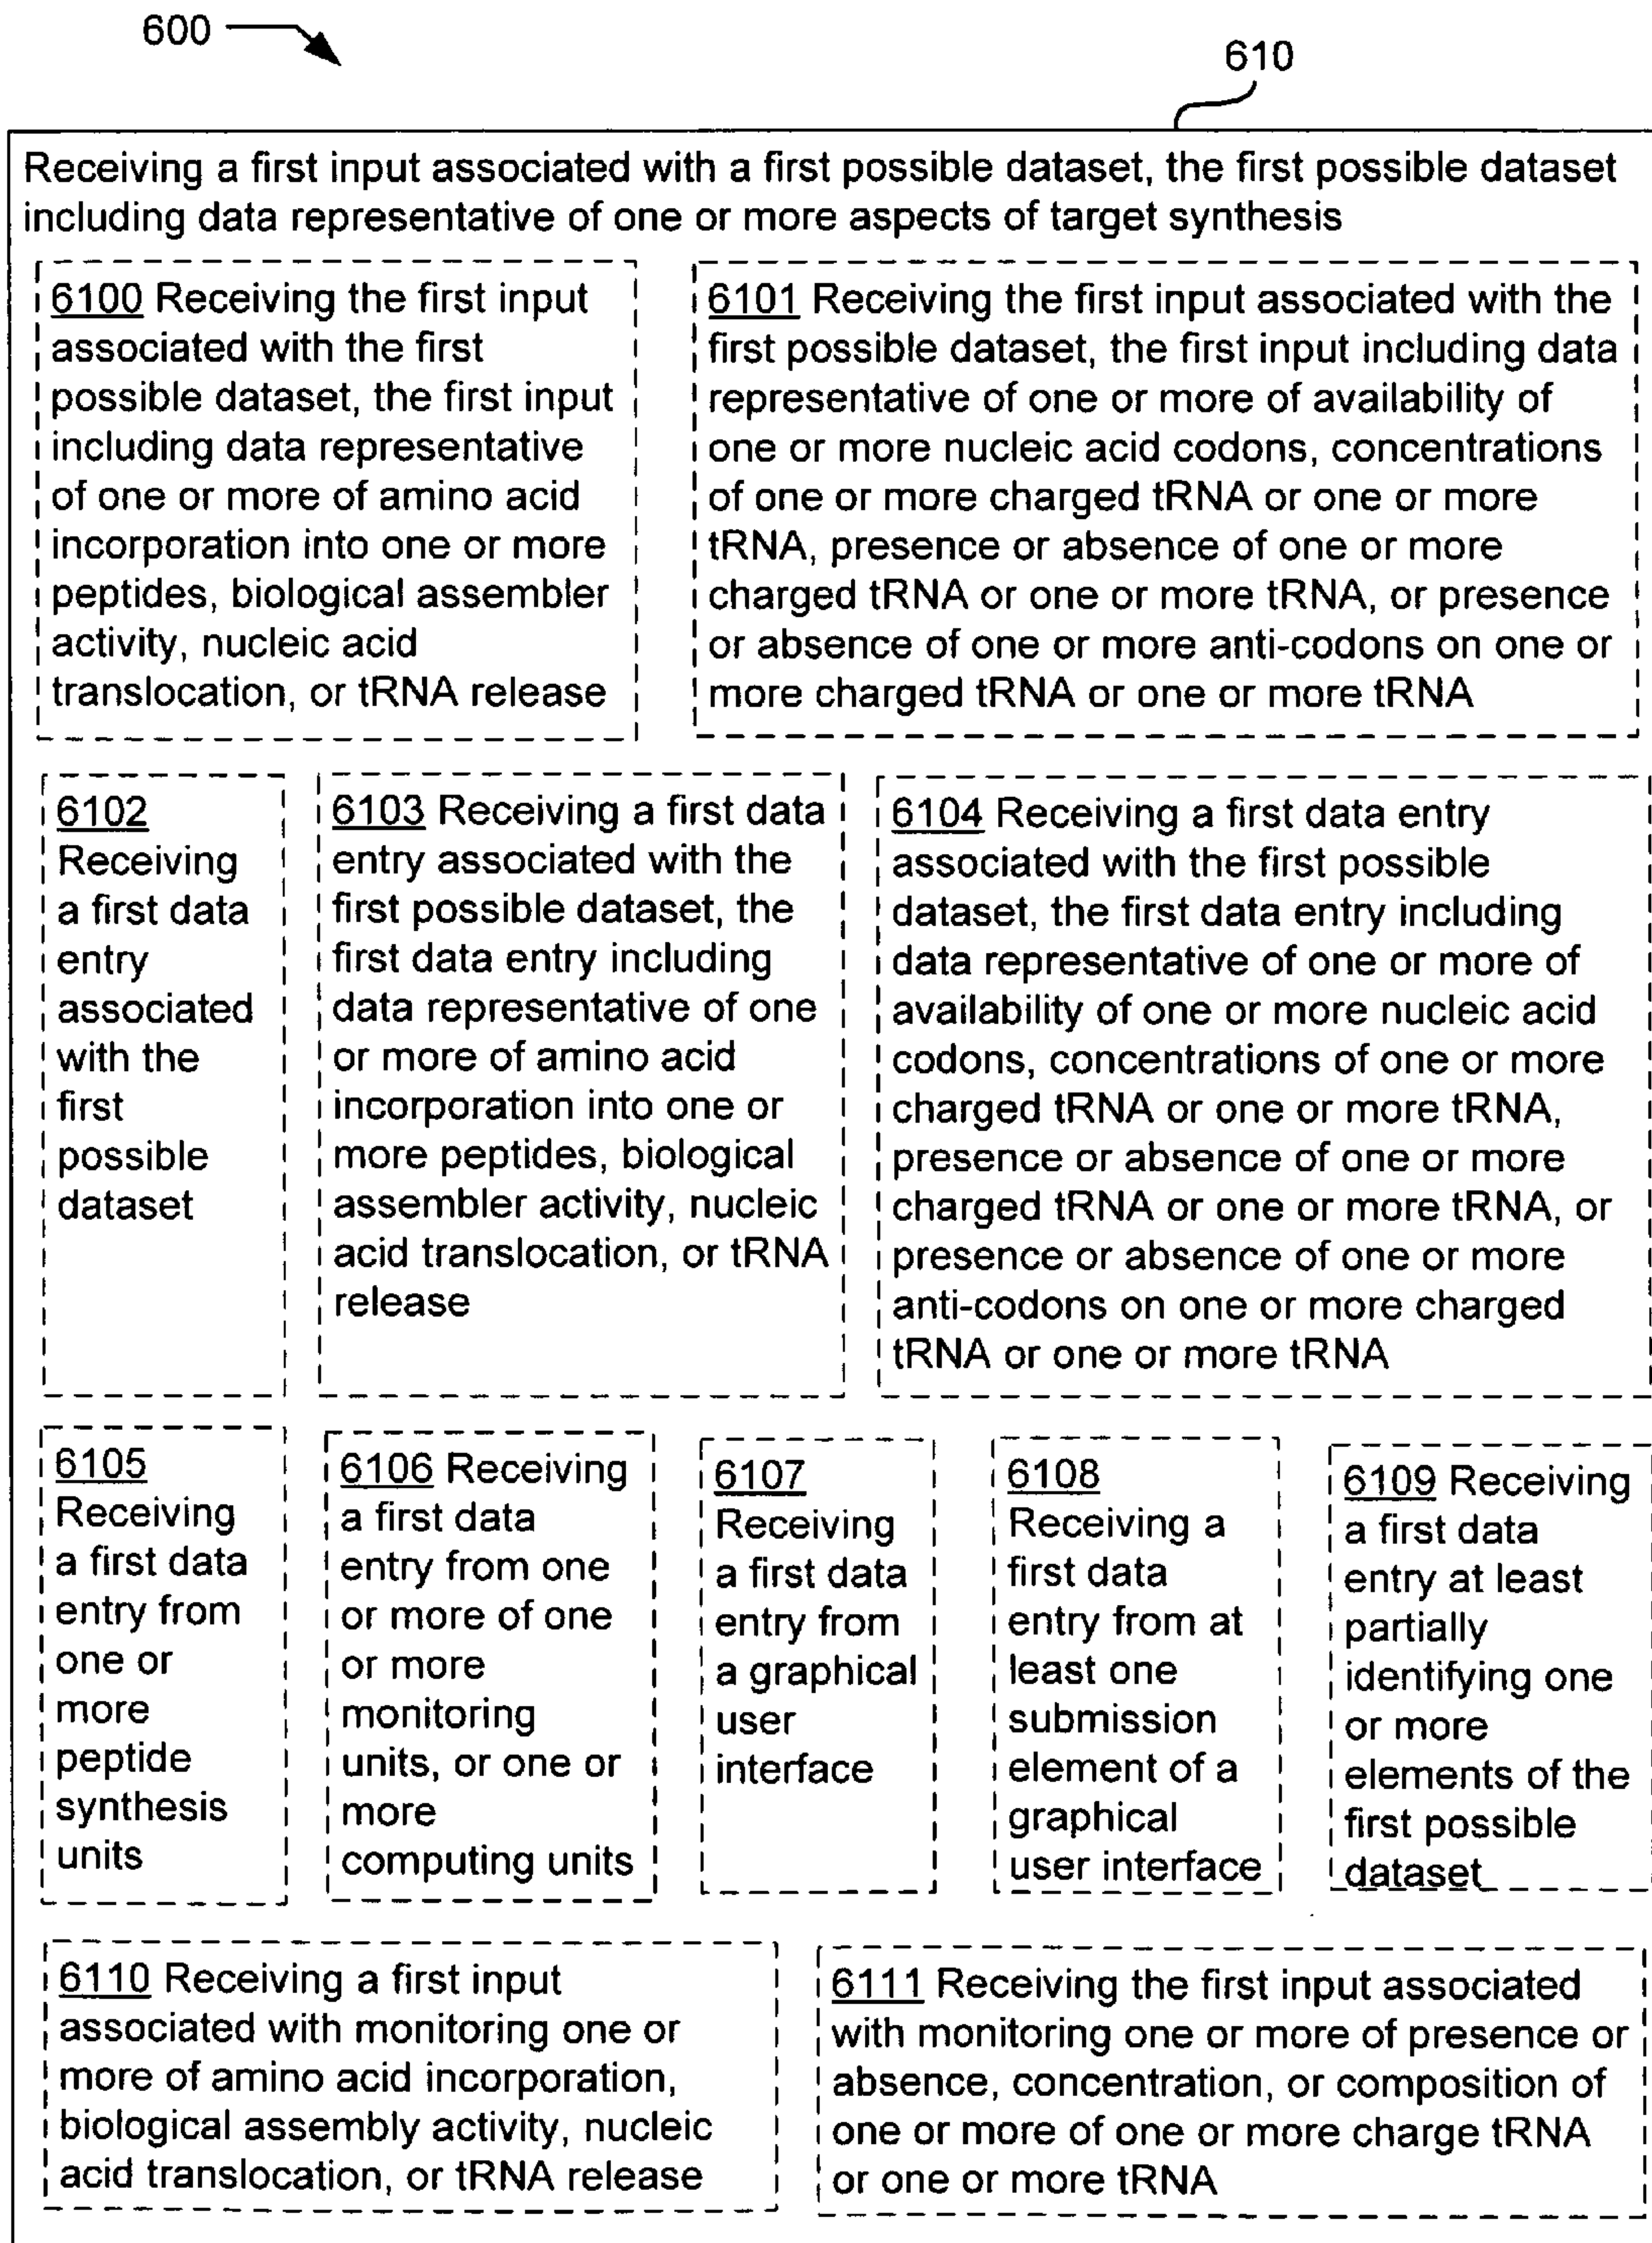 600
610
Receiving a first input associated with a first possible dataset, the first possible dataset
including data representative of one or more aspects of target synthesis
6100 Receiving the first input
associated with the first
possible dataset, the first input
including data representative
of one or more of amino acid
incorporation into one or more
peptides, biological assembler
activity, nucleic acid
translocation, or tRNA release
6101 Receiving the first input associated with the
first possible dataset, the first input including data
representative of one or more of availability of
one or more nucleic acid codons, concentrations
of one or more charged tRNA or one or more
tRNA, presence or absence of one or more
charged tRNA or one or more tRNA, or presence
or absence of one or more anti-codons on one or
more charged tRNA or one or more tRNA
6102
Receiving
a first data
entry
associated
with the
first
possible
dataset
6103 Receiving a first data
entry associated with the
first possible dataset, the
first data entry including
data representative of one
or more of amino acid
incorporation into one or
more peptides, biological
assembler activity, nucleic
acid translocation, or tRNA
release
6104 Receiving a first data entry
associated with the first possible
dataset, the first data entry including
data representative of one or more of
availability of one or more nucleic acid
codons, concentrations of one or more
charged tRNA or one or more tRNA,
presence or absence of one or more
charged tRNA or one or more tRNA, or
presence or absence of one or more
anti-codons on one or more charged
tRNA or one or more tRNA
6105
Receiving
a first data
entry from
one or
more
peptide
synthesis
units
6106 Receiving
a first data
entry from one
or more of one
or more
monitoring
units, or one or
more
computing units
6107
Receiving
a first data
entry from
a graphical
user
interface
6108
Receiving a
first data
entry from at
least one
submission
element of a
graphical
user interface
6109 Receiving
a first data
entry at least
partially
identifying one
or more
elements of the
first possible
dataset
6110 Receiving a first input
associated with monitoring one or
more of amino acid incorporation,
biological assembly activity, nucleic
acid translocation, or tRNA release
6111 Receiving the first input associated
with monitoring one or more of presence or
absence, concentration, or composition of
one or more of one or more charge tRNA
or one or more tRNA